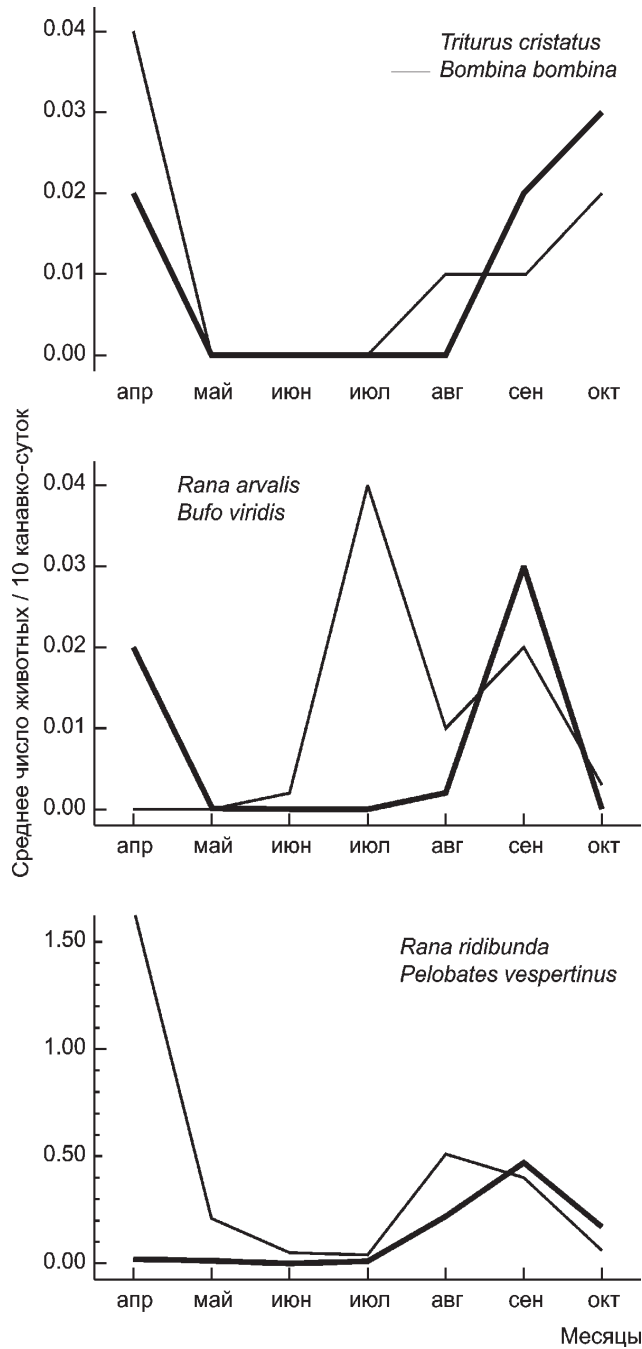 0.04
Triturus cristatus
Bombina bombina
0.03
0.02
0.01
0.00
апр май июн июл авг сен окт
Среднее число животных / 10 канавко-суток
0.04
Rana arvalis
Bufo viridis
0.03
0.02
0.01
0.00
апр май июн июл авг сен окт
1.50
Rana ridibunda
Pelobates vespertinus
1.00
0.50
0.00
апр май июн июл авг сен окт
Месяцы